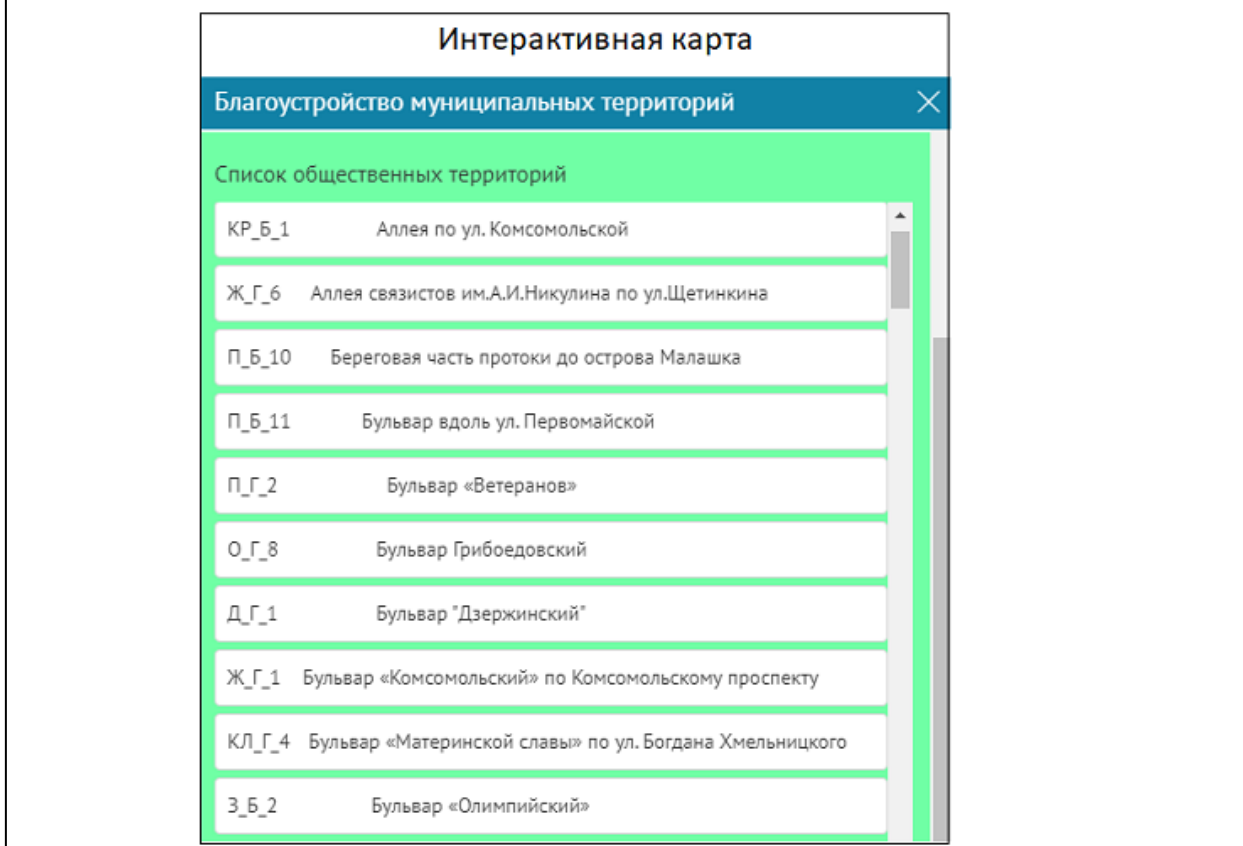 Интерактивная карта
Благоустройство муниципальных территорий
Список общественных территорий
КР_Б_1 Аллея по ул. Комсомольской
Ж_Г_6 Аллея связистов им.А.И.Никулина по ул.Щетинкина
П_Б_10 Береговая часть протоки до острова Малашка
П_Б_11 Бульвар вдоль ул. Первомайской
П_Г_2 Бульвар «Ветеранов»
О_Г_8 Бульвар Грибоедовский
Д_Г_1 Бульвар "Дзержинский"
Ж_Г_1 Бульвар «Комсомольский» по Комсомольскому проспекту
КЛ_Г_4 Бульвар «Материнской славы» по ул. Богдана Хмельницкого
З_Б_2 Бульвар «Олимпийский»